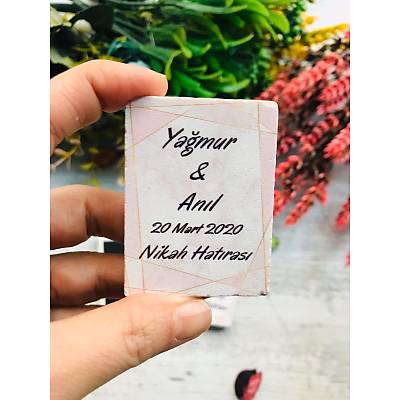 Yağmur
&
Anıl
20 Mart 2020
Nikah Hatırası